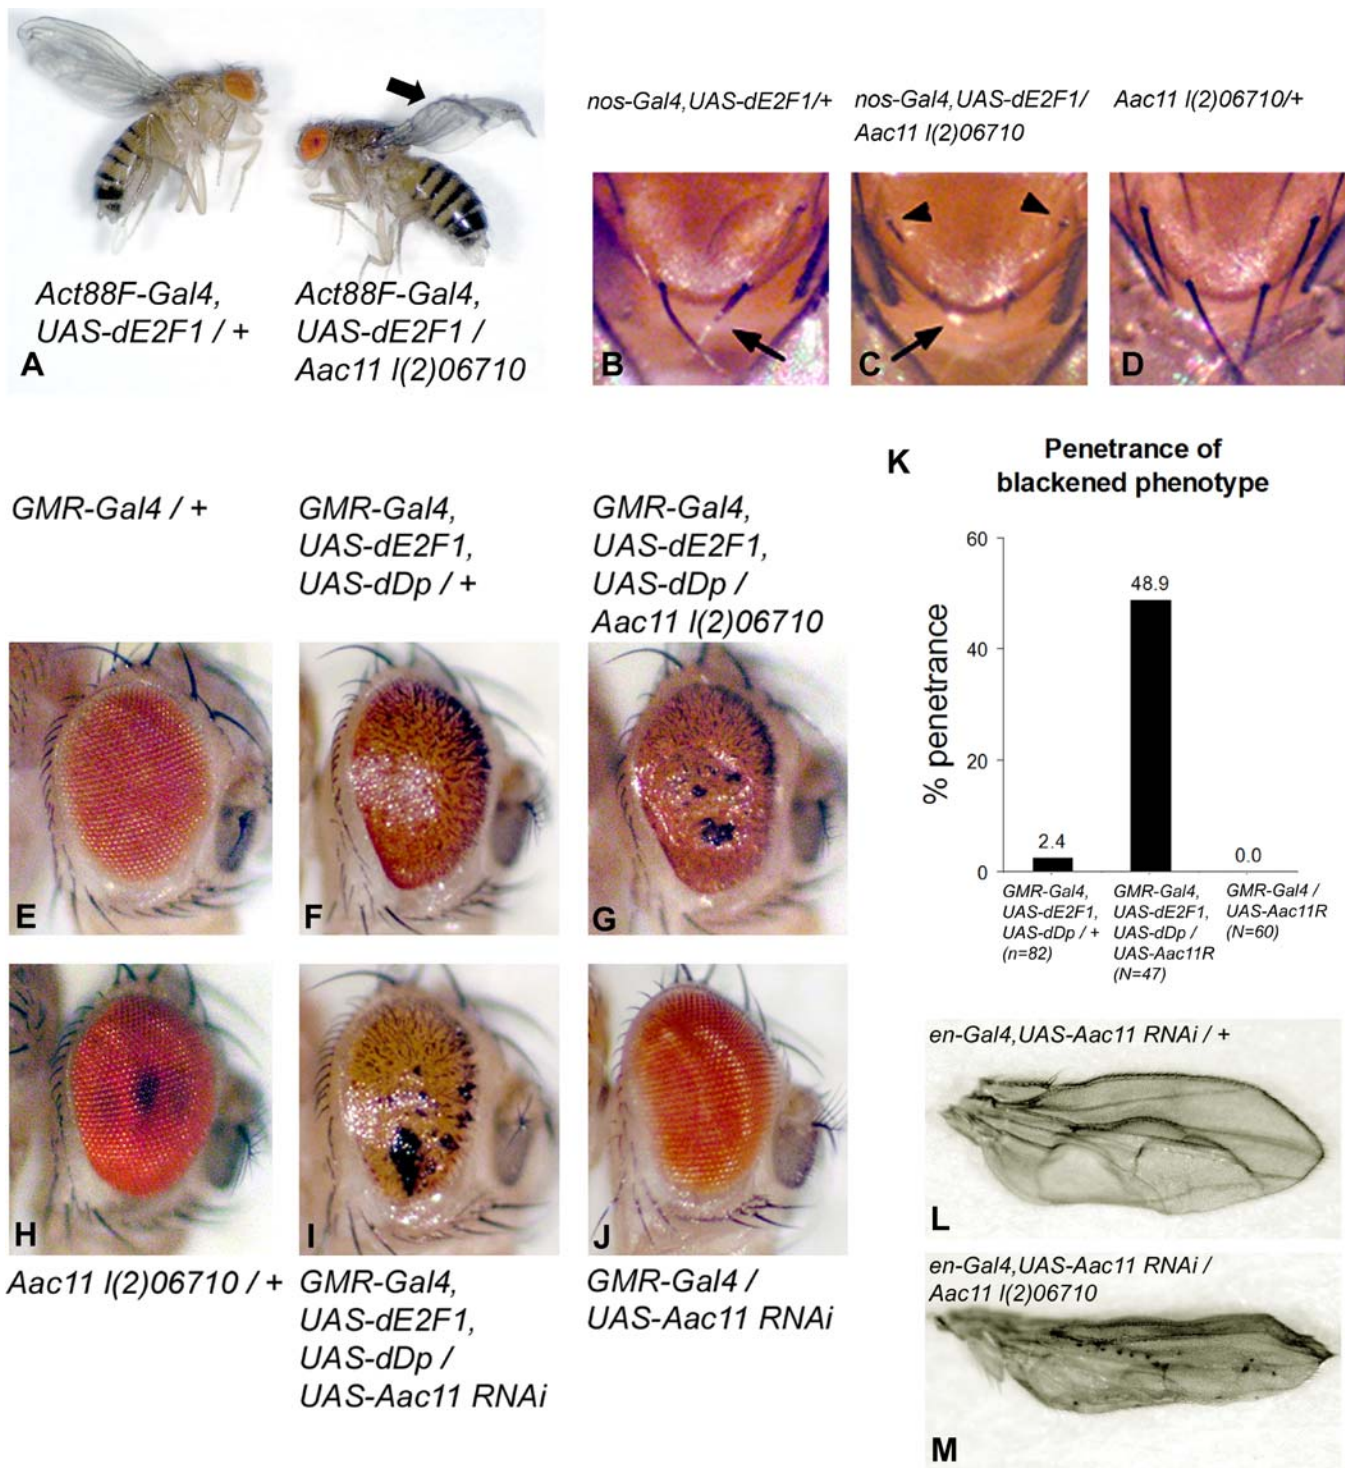 Act88F-Gal4,
UAS-dE2F1 / +
A
Act88F-Gal4,
UAS-dE2F1 /
Aac11 l(2)06710
nos-Gal4,UAS-dE2F1/+
nos-Gal4,UAS-dE2F1/
Aac11 l(2)06710
Aac11 l(2)06710/+
B
C
D
GMR-Gal4 / +
GMR-Gal4,
UAS-dE2F1,
UAS-dDp / +
GMR-Gal4,
UAS-dE2F1,
UAS-dDp /
Aac11 l(2)06710
E
F
G
H
I
J
Aac11 l(2)06710 / +
GMR-Gal4,
UAS-dE2F1,
UAS-dDp /
UAS-Aac11 RNAi
GMR-Gal4 /
UAS-Aac11 RNAi
K
Penetrance of
blackened phenotype
% penetrance
60
40
20
0
2.4
48.9
0.0
GMR-Gal4,
UAS-dE2F1,
UAS-dDp / +
(n=82)
GMR-Gal4,
UAS-dE2F1,
UAS-dDp /
UAS-Aac11R
(N=47)
GMR-Gal4 /
UAS-Aac11R
(N=60)
en-Gal4,UAS-Aac11 RNAi / +
L
en-Gal4,UAS-Aac11 RNAi /
Aac11 l(2)06710
M